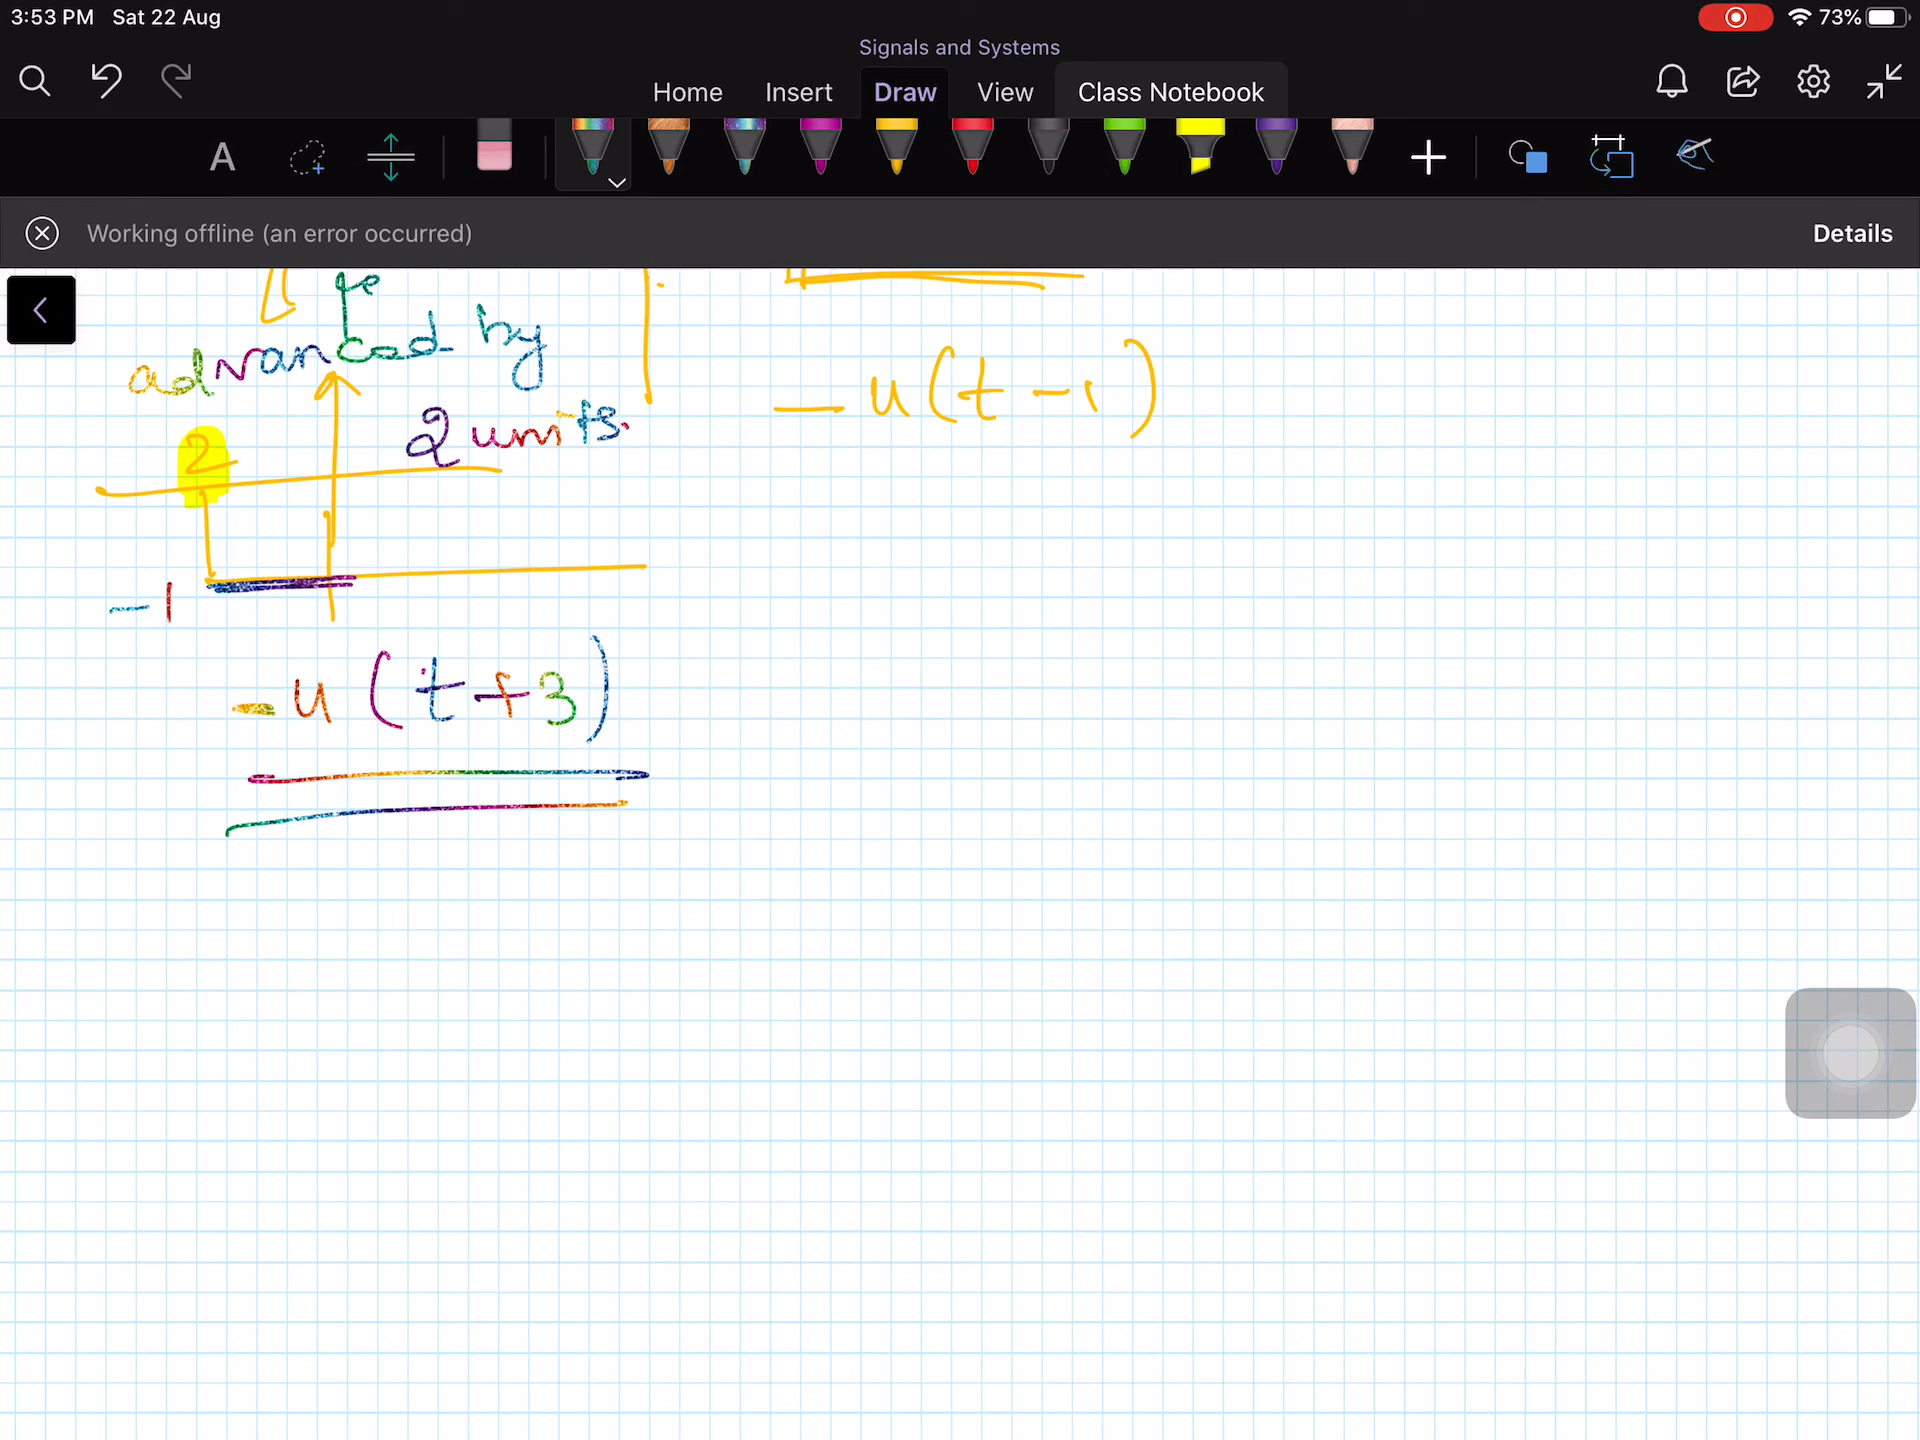 3:53 PM Sat 22 Aug
73%
Signals and Systems
Home Insert Draw View Class Notebook
A
Working offline (an error occurred)
Details
advanced by
2 units.
2
-1
-u(t+3)
-u(t-1)